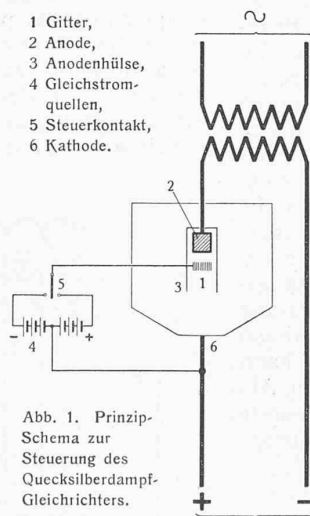 1 Gitter,
2 Anode,
3 Anodenhülse,
4 Gleichstrom-
quellen,
5 Steuerkontakt,
6 Kathode.
2
5
3
1
- 4 +
6
Abb. 1. Prinzip-
Schema zur
Steuerung des
Quecksilberdampf-
Gleichrichters.
+ -